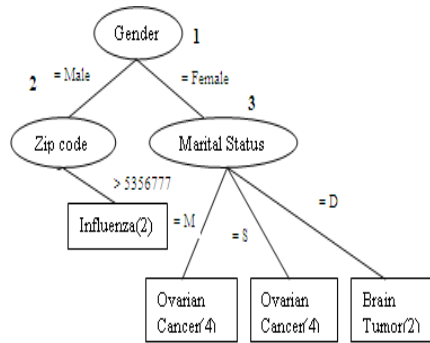 Gender
1
2
= Male
= Female
3
Zip code
Marital Status
> 5356777
= D
Influenza(2)
= M
= S
Ovarian
Cancer(4)
Ovarian
Cancer(4)
Brain
Tumor(2)